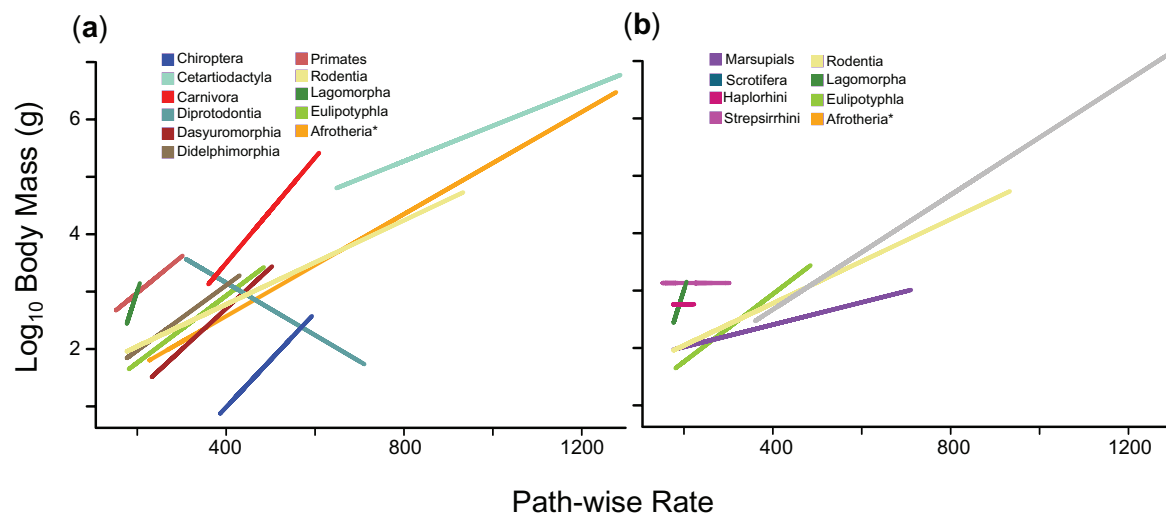 (a)
Chiroptera
Cetartiodactyla
Carnivora
Diprotodontia
Dasyuromorphia
Didelphimorphia
Primates
Rodentia
Lagomorpha
Eulipotyphla
Afrotheria*
(b)
Marsupials
Scrotifera
Haplorhini
Strepsirrhini
Rodentia
Lagomorpha
Eulipotyphla
Afrotheria*
Log10 Body Mass (g)
6
4
2
400
800
1200
400
800
1200
Path-wise Rate